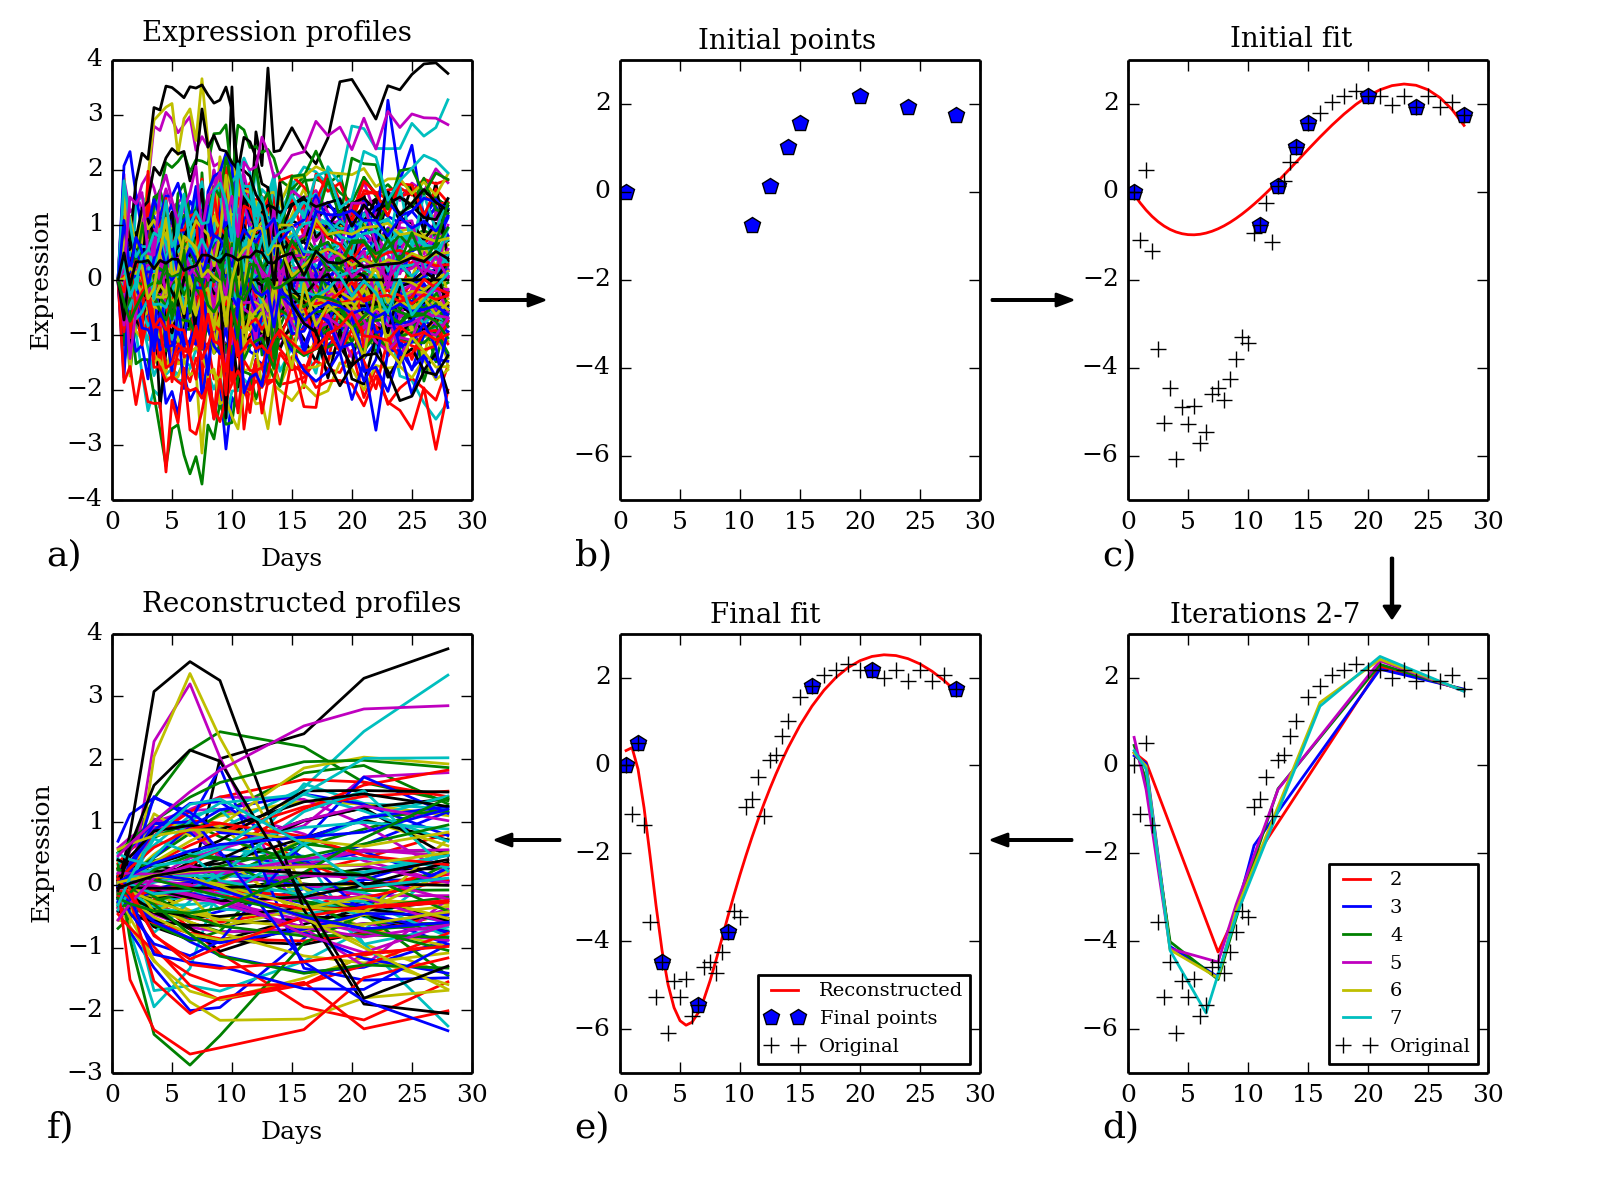 Expression profiles
4
3
2
1
0
−1
−2
−3
−4
0 5 10 15 20 25 30
Expression
Days
a)
Initial points
2
0
−2
−4
−6
0 5 10 15 20 25 30
b)
Initial fit
2
0
−2
−4
−6
0 5 10 15 20 25 30
c)
Reconstructed profiles
4
3
2
1
0
−1
−2
−3
0 5 10 15 20 25 30
Expression
Days
f)
Final fit
2
0
−2
−4
−6
Reconstructed
Final points
Original
0 5 10 15 20 25 30
e)
Iterations 2-7
2
0
−2
−4
−6
2
3
4
5
6
7
Original
0 5 10 15 20 25 30
d)